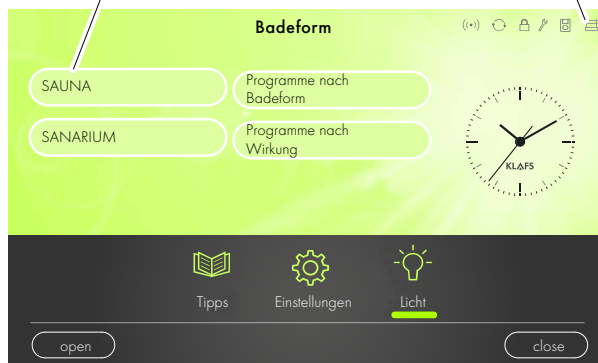 Badeform
SAUNA
Programme nach
Badeform
SANARIUM
Programme nach
Wirkung
KLAFS
Tipps
Einstellungen
Licht
open
close